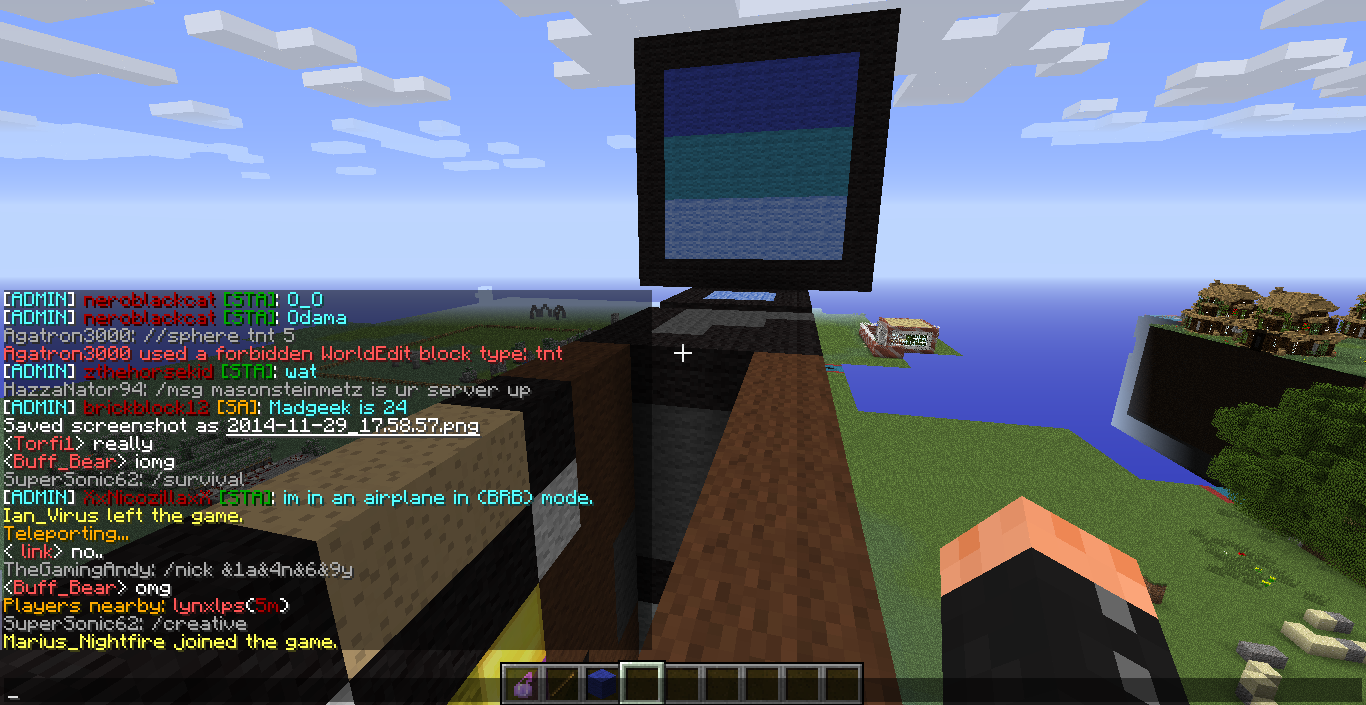 [ADMIN] neroblackcat [STA]: O_O
[ADMIN] neroblackcat [STA]: Odama
Agatron3000: //sphere tnt 5
Agatron3000 used a forbidden WorldEdit block type: tnt
[ADMIN] zthehorsekid [STA]: wat
HazzaNator94: /msg masonsteinmetz is ur server up
[ADMIN] brickblock12 [SA]: Madgeek is 24
Saved screenshot as 2014-11-29_17.58.57.png
<Torfi1> really
<Buff_Bear> iomg
SuperSonic62: /survival
[ADMIN] XxNicozillaxX [STA]: im in an airplane in (BRB) mode.
Ian_Virus left the game.
Teleporting...
< link> no..
TheGamingAndy: /nick &1a&4n&6&9y
<Buff_Bear> omg
Players nearby: lynxlps(5m)
SuperSonic62: /creative
Marius_Nightfire joined the game.
_